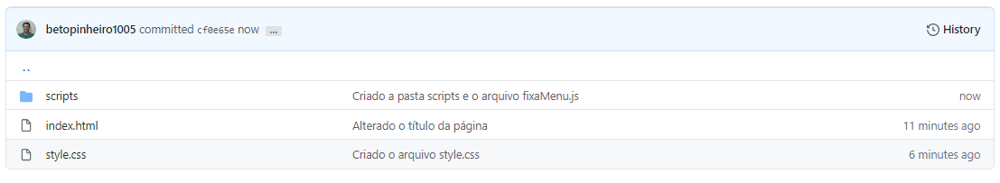 betopinheiro1005 committed cf0e65e now ... History
..
scripts Criado a pasta scripts e o arquivo fixaMenu.js now
index.html Alterado o título da página 11 minutes ago
style.css Criado o arquivo style.css 6 minutes ago